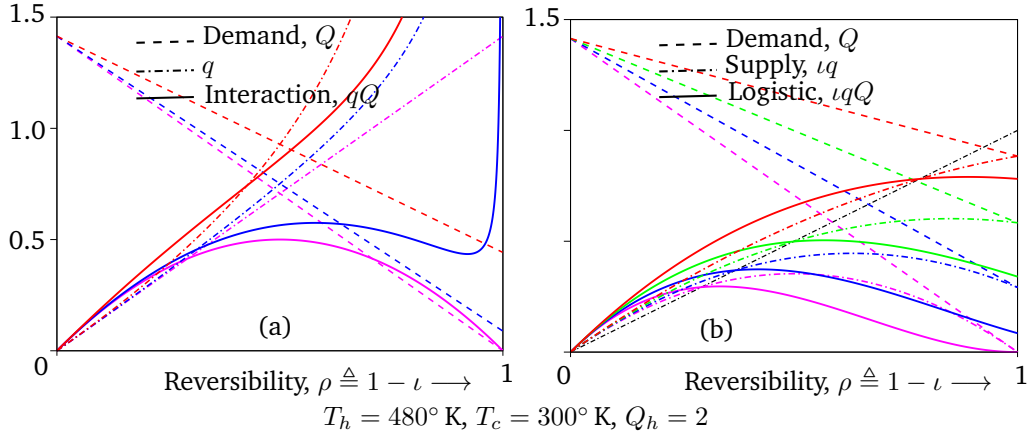 1.5
Demand, Q
q
Interaction, qQ
1.0
0.5
0
(a)
0
1
Reversibility, ρ ≜ 1 − ι ⟶
1.5
Demand, Q
Supply, ιq
Logistic, ιqQ
(b)
0
1
Reversibility, ρ ≜ 1 − ι ⟶
T_h = 480° K, T_c = 300° K, Q_h = 2